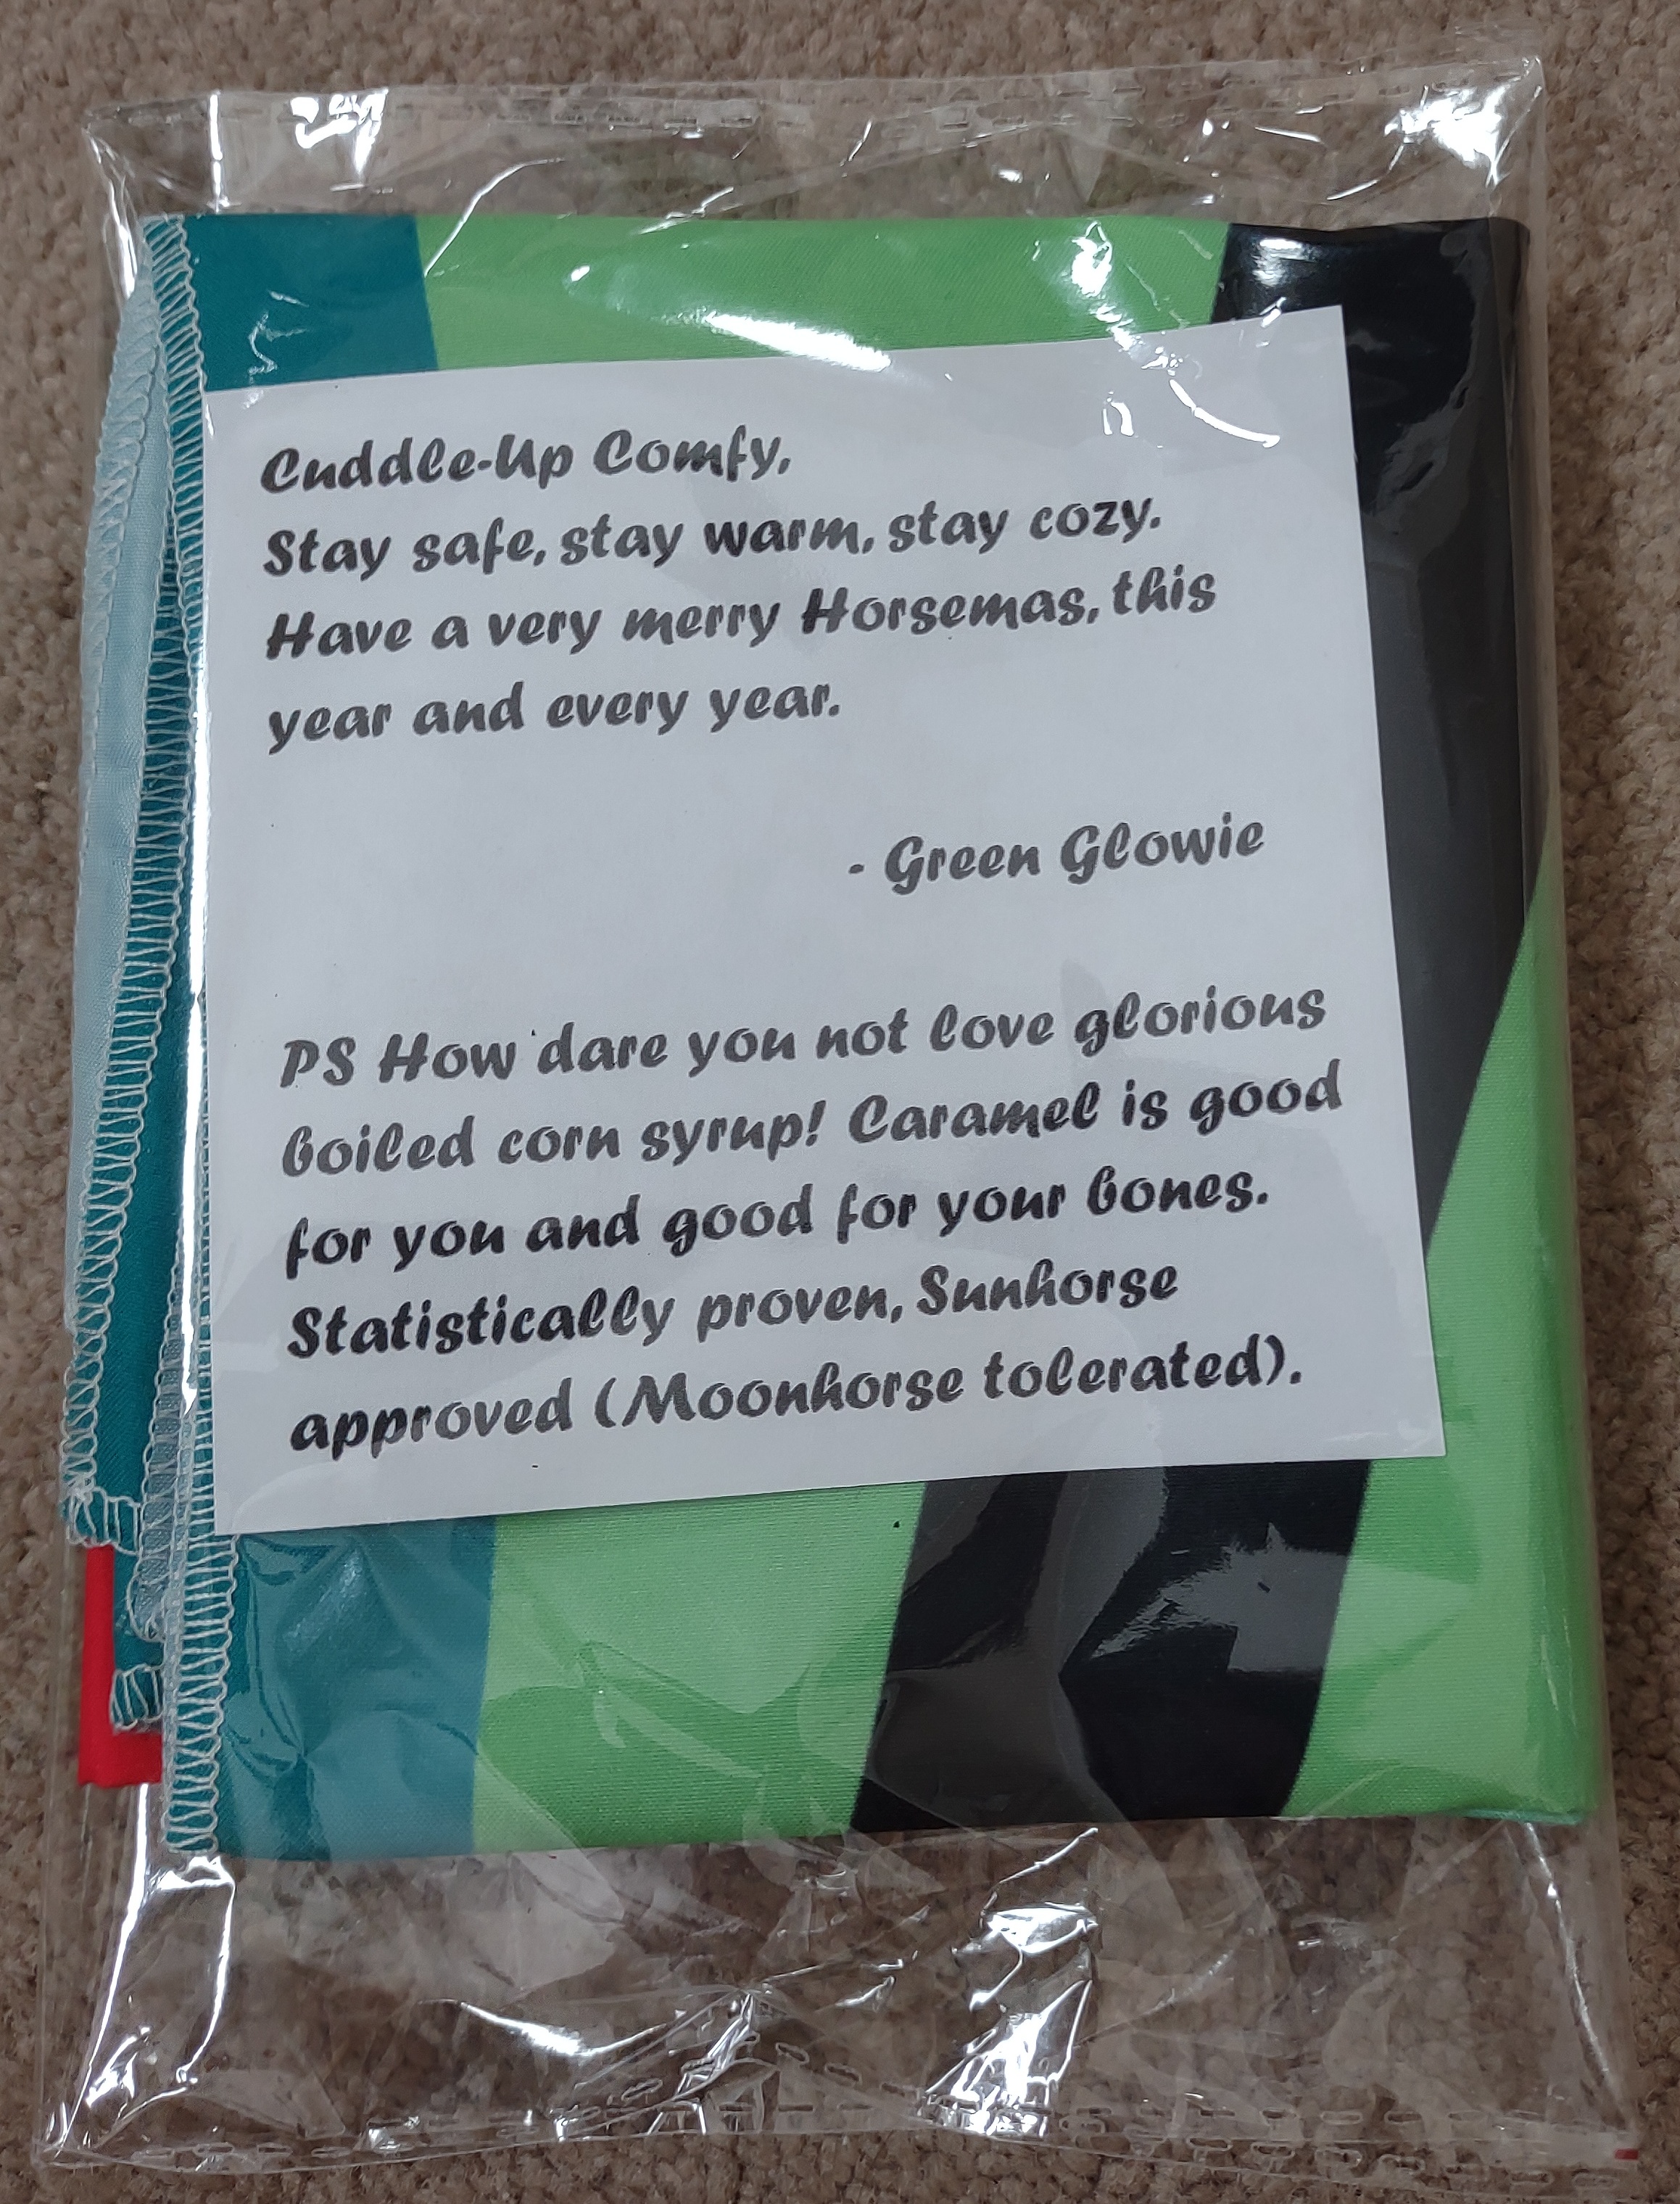 Cuddle-Up Comfy,
Stay safe, stay warm, stay cozy.
Have a very merry Horsemas, this
year and every year.
- Green Glowie
PS How dare you not love glorious
boiled corn syrup! Caramel is good
for you and good for your bones.
Statistically proven, Sunhorse
approved (Moonhorse tolerated).